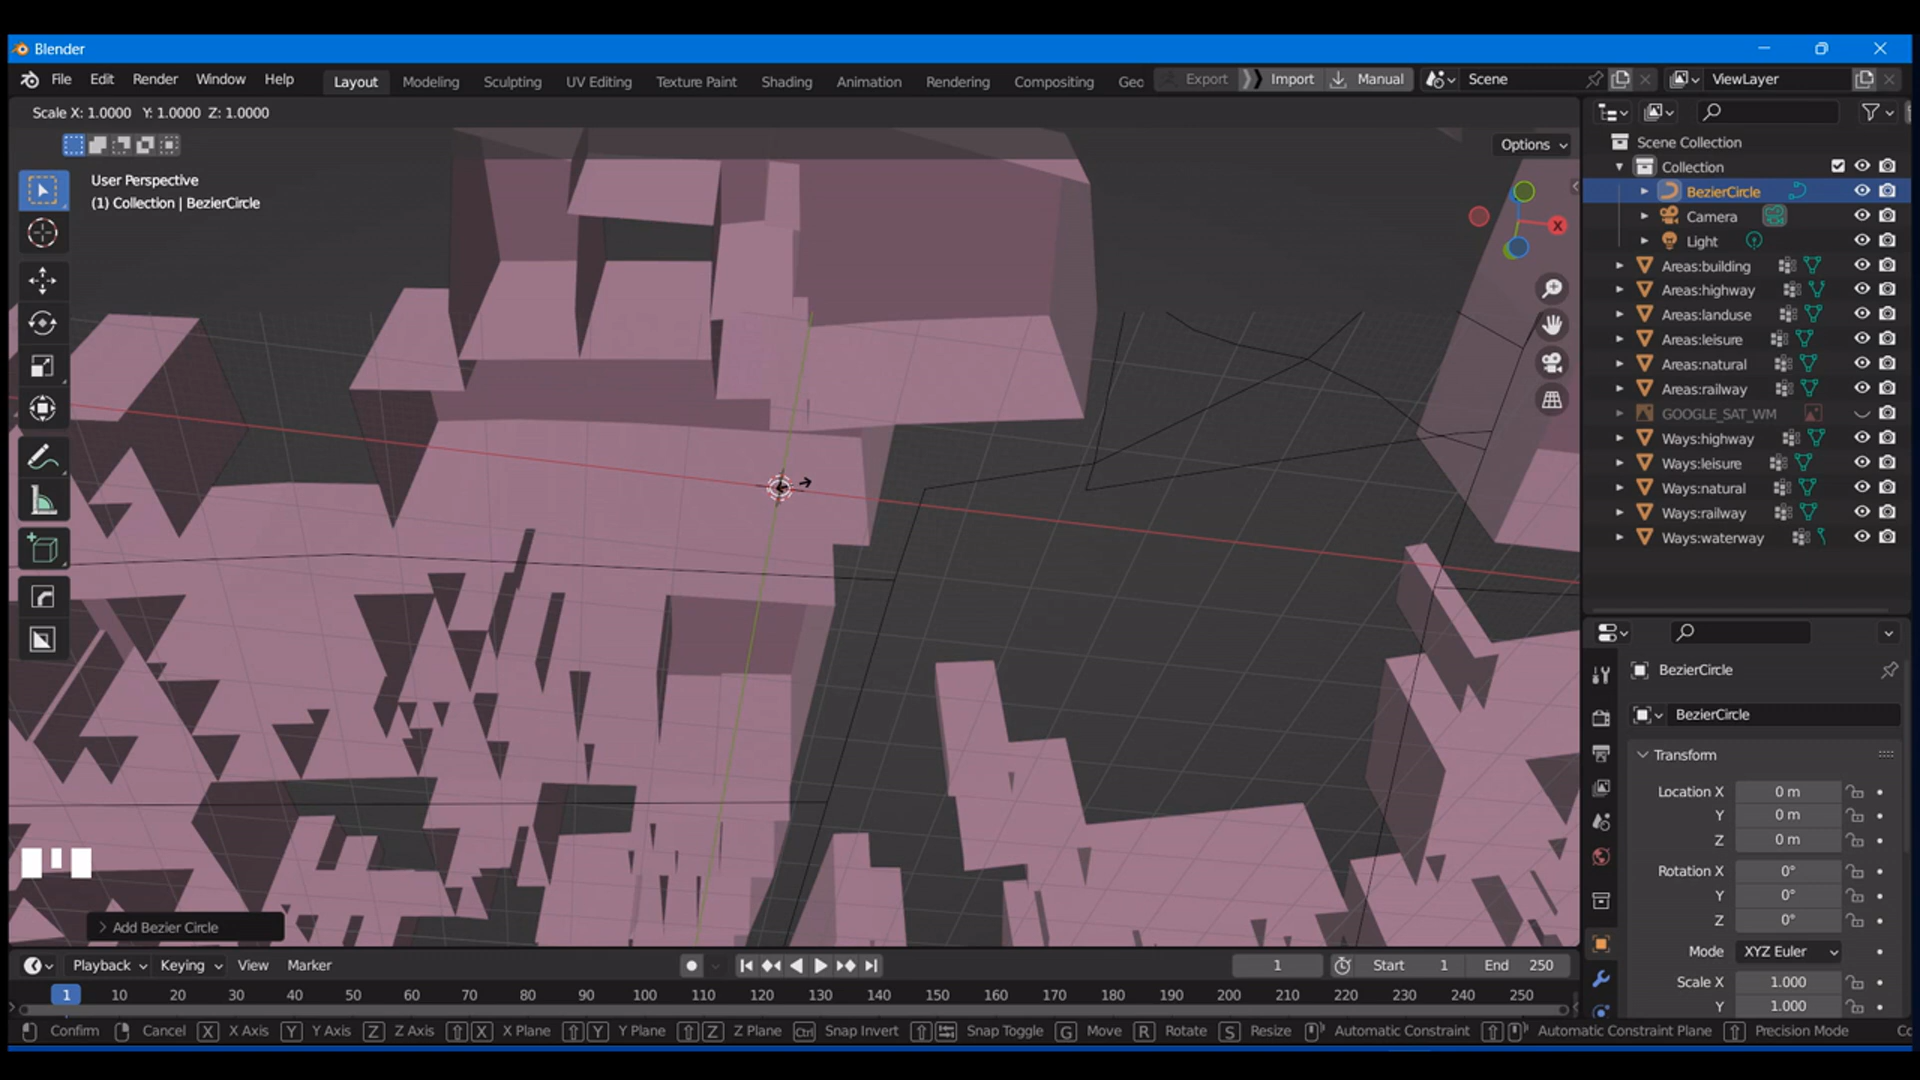 Blender
File Edit Render Window Help Layout Modeling Sculpting UV Editing Texture Paint Shading Animation Rendering Compositing Geo Export Import Manual Scene ViewLayer
Scale X: 1.0000 Y: 1.0000 Z: 1.0000
Options
User Perspective
(1) Collection | BezierCircle
X
Scene Collection
Collection
BezierCircle
Camera
Light
Areas:building
Areas:highway
Areas:landuse
Areas:leisure
Areas:natural
Areas:railway
GOOGLE_SAT_WM
Ways:highway
Ways:leisure
Ways:natural
Ways:railway
Ways:waterway
BezierCircle
BezierCircle
Transform
Location X 0 m
Y 0 m
Z 0 m
Rotation X 0°
Y 0°
Z 0°
Mode XYZ Euler
Scale X 1.000
Y 1.000
Add Bezier Circle
Playback Keying View Marker 1 Start 1 End 250
1 10 20 30 40 50 60 70 80 90 100 110 120 130 140 150 160 170 180 190 200 210 220 230 240 250
Confirm Cancel X X Axis Y Y Axis Z Z Axis X X Plane Y Y Plane Z Z Plane Ctrl Snap Invert Snap Toggle G Move R Rotate S Resize Automatic Constraint Automatic Constraint Plane Precision Mode Co